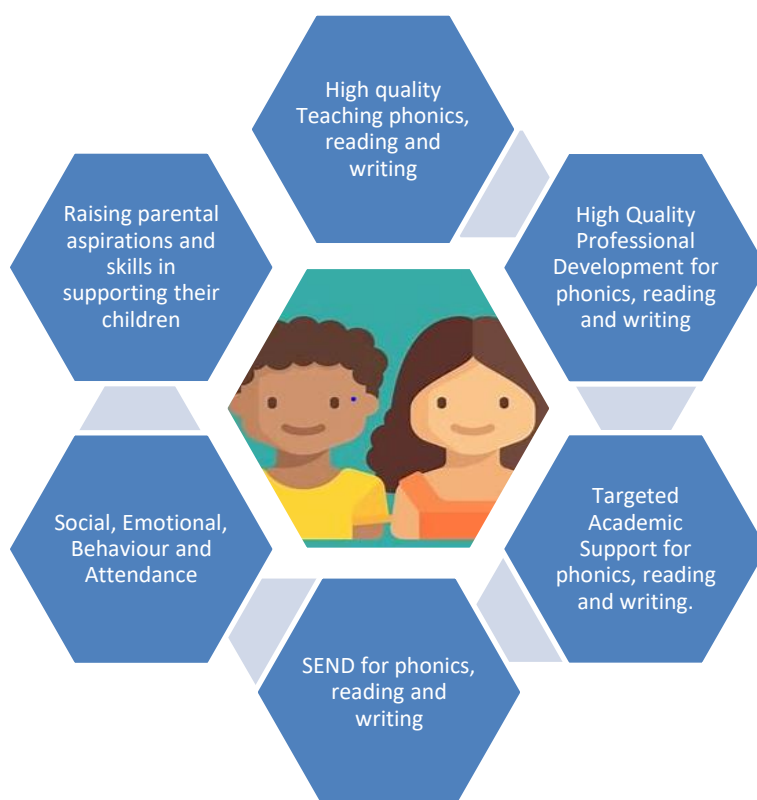 High quality
Teaching phonics,
reading and
writing
High Quality
Professional
Development for
phonics, reading
and writing
Targeted
Academic
Support for
phonics, reading
and writing.
SEND for phonics,
reading and
writing
Social, Emotional,
Behaviour and
Attendance
Raising parental
aspirations and
skills in
supporting their
children